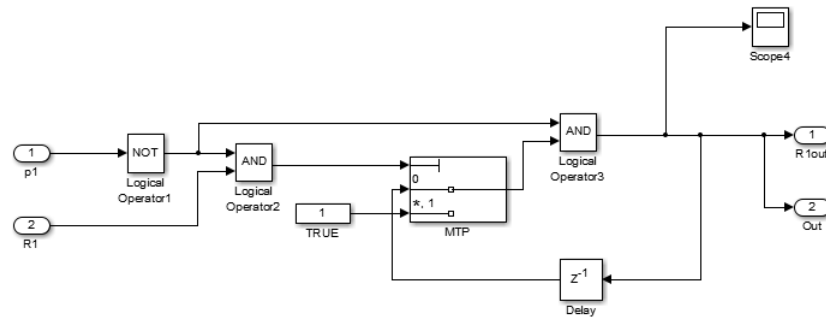 Scope4
1
p1
NOT
Logical
Operator1
AND
Logical
Operator2
2
R1
1
TRUE
0
*, 1
MTP
AND
Logical
Operator3
Z-1
Delay
1
R1out
2
Out